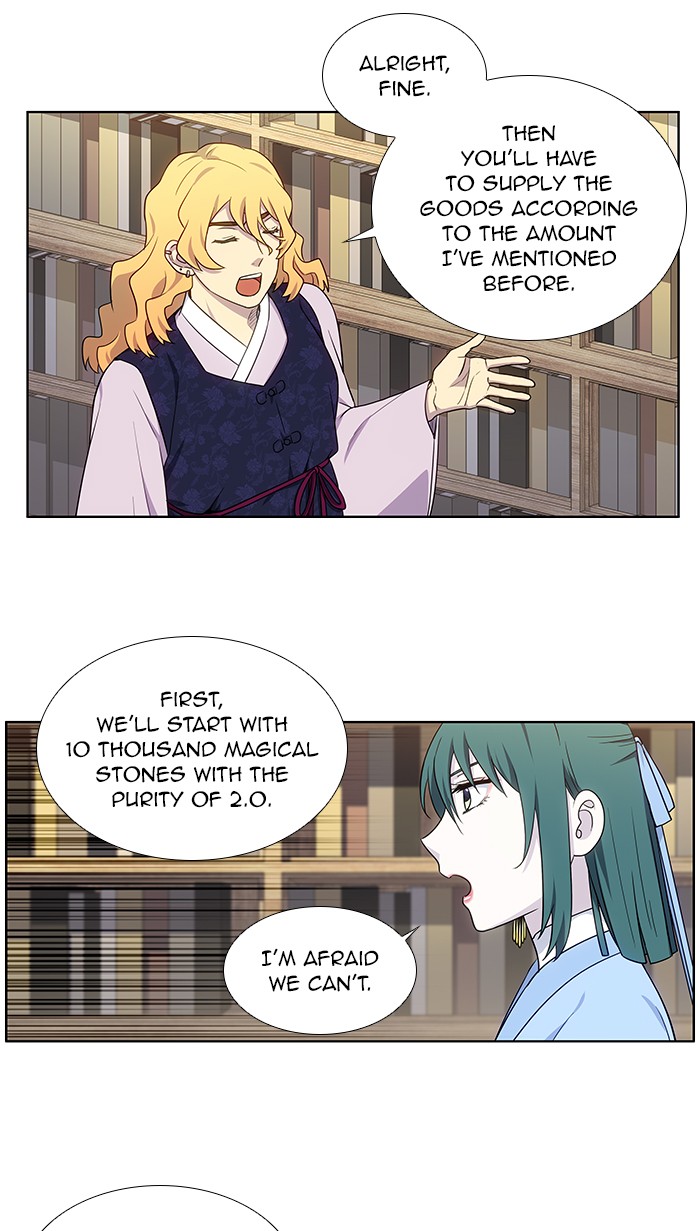 ALRIGHT,
FINE.
THEN
YOU'LL HAVE
TO SUPPLY THE
GOODS ACCORDING
TO THE AMOUNT
I'VE MENTIONED
BEFORE.
FIRST,
WE'LL START WITH
10 THOUSAND MAGICAL
STONES WITH THE
PURITY OF 2.0.
I'M AFRAID
WE CAN'T.